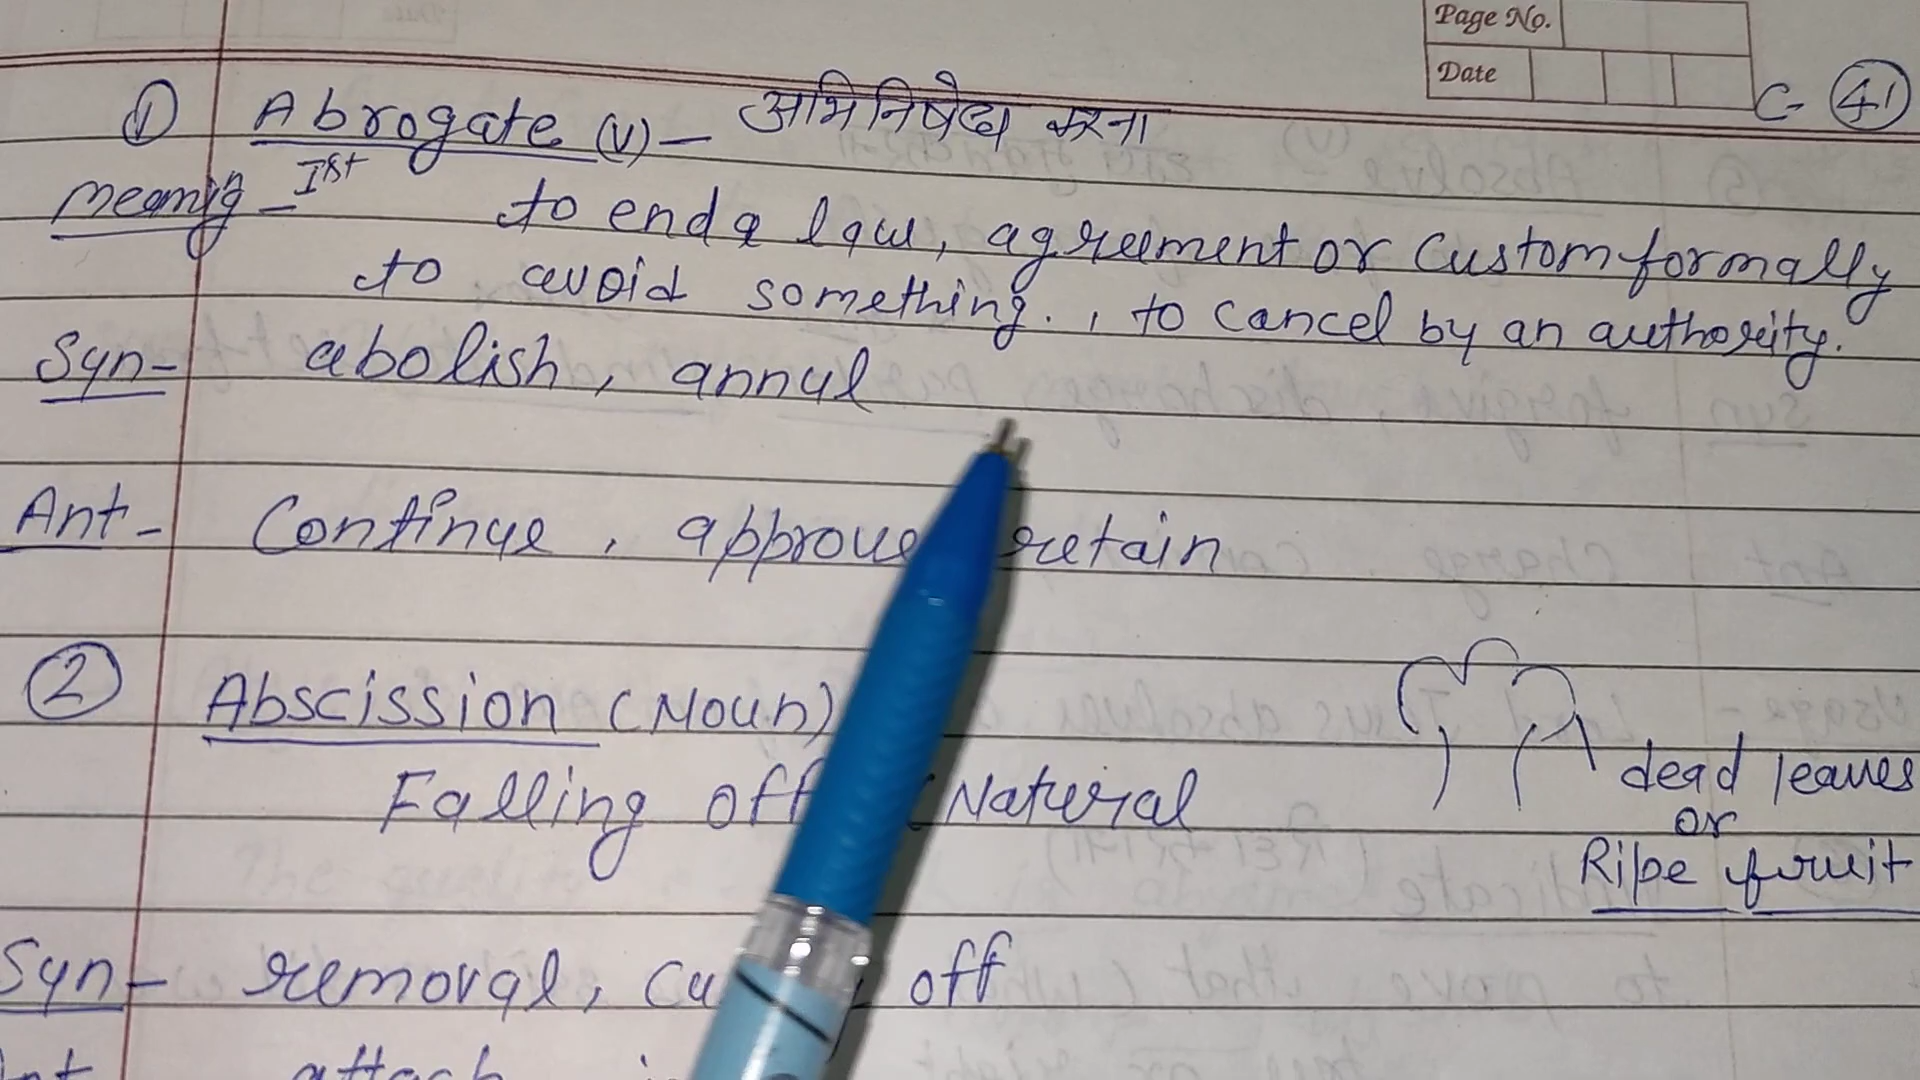 Page No.
Date
C- 41
1 Abrogate (v) - अभिनिषेध करना
Meanig - Ist to end a law, agreement or Custom formally
to avoid something. , to cancel by an authority.
Syn- abolish, annul
Ant- Continue, approve retain
2 Abscission (Noun)
Falling off (Natural
dead leaves
or
Ripe fruit
Syn- removal, off
attach